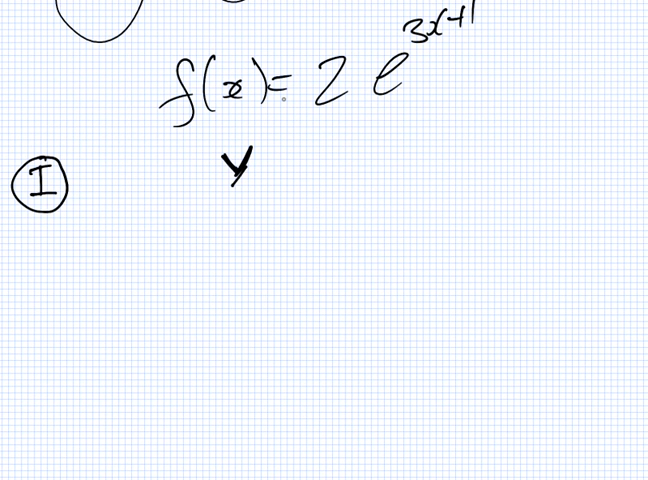 f(x) = 2 e^{3x+1}
I y